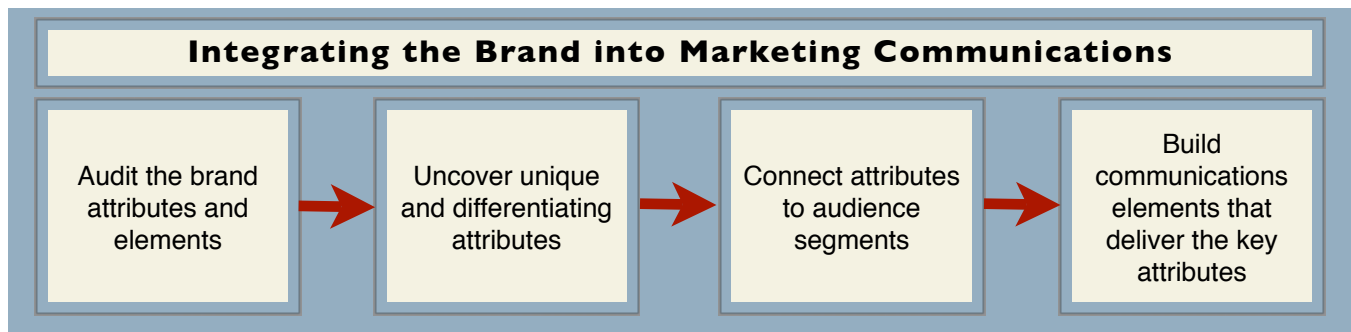 Integrating the Brand into Marketing Communications
Audit the brand
attributes and
elements
Uncover unique
and differentiating
attributes
Connect attributes
to audience
segments
Build
communications
elements that
deliver the key
attributes